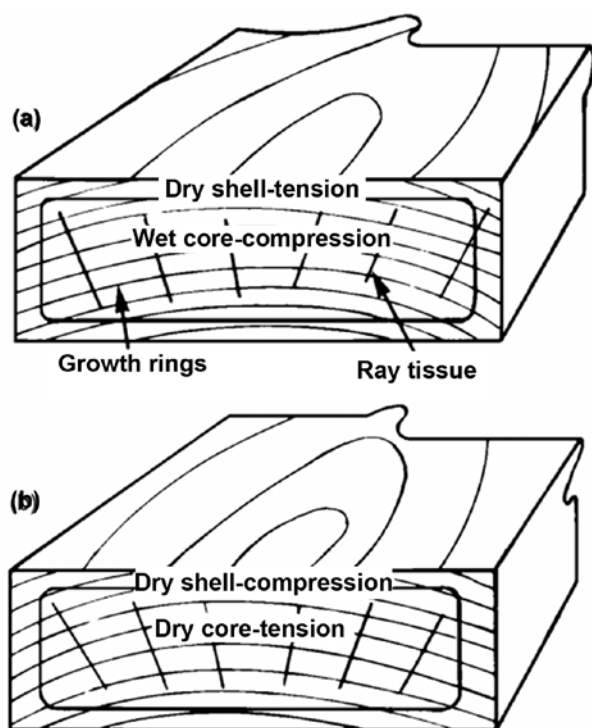 (a)
Dry shell-tension
Wet core-compression
Growth rings
Ray tissue
(b)
Dry shell-compression
Dry core-tension